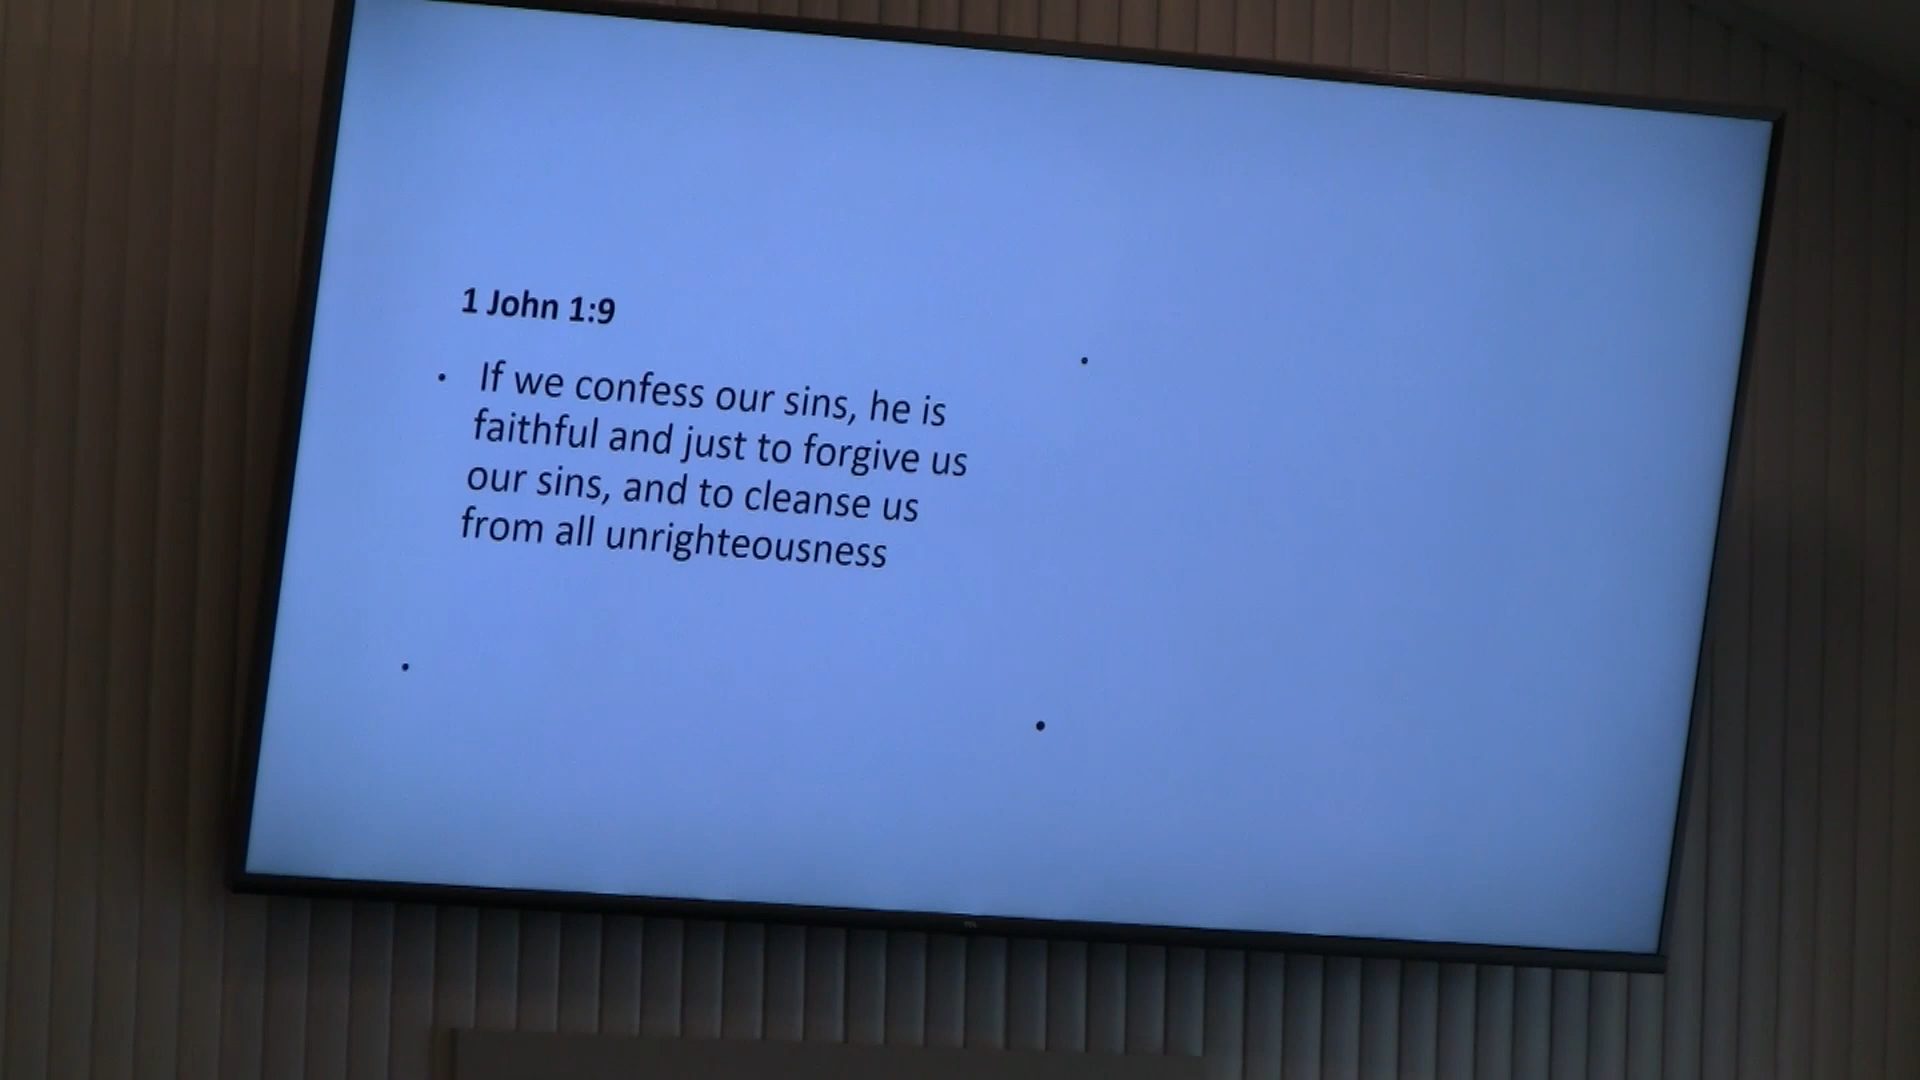 1 John 1:9
• If we confess our sins, he is
faithful and just to forgive us
our sins, and to cleanse us
from all unrighteousness